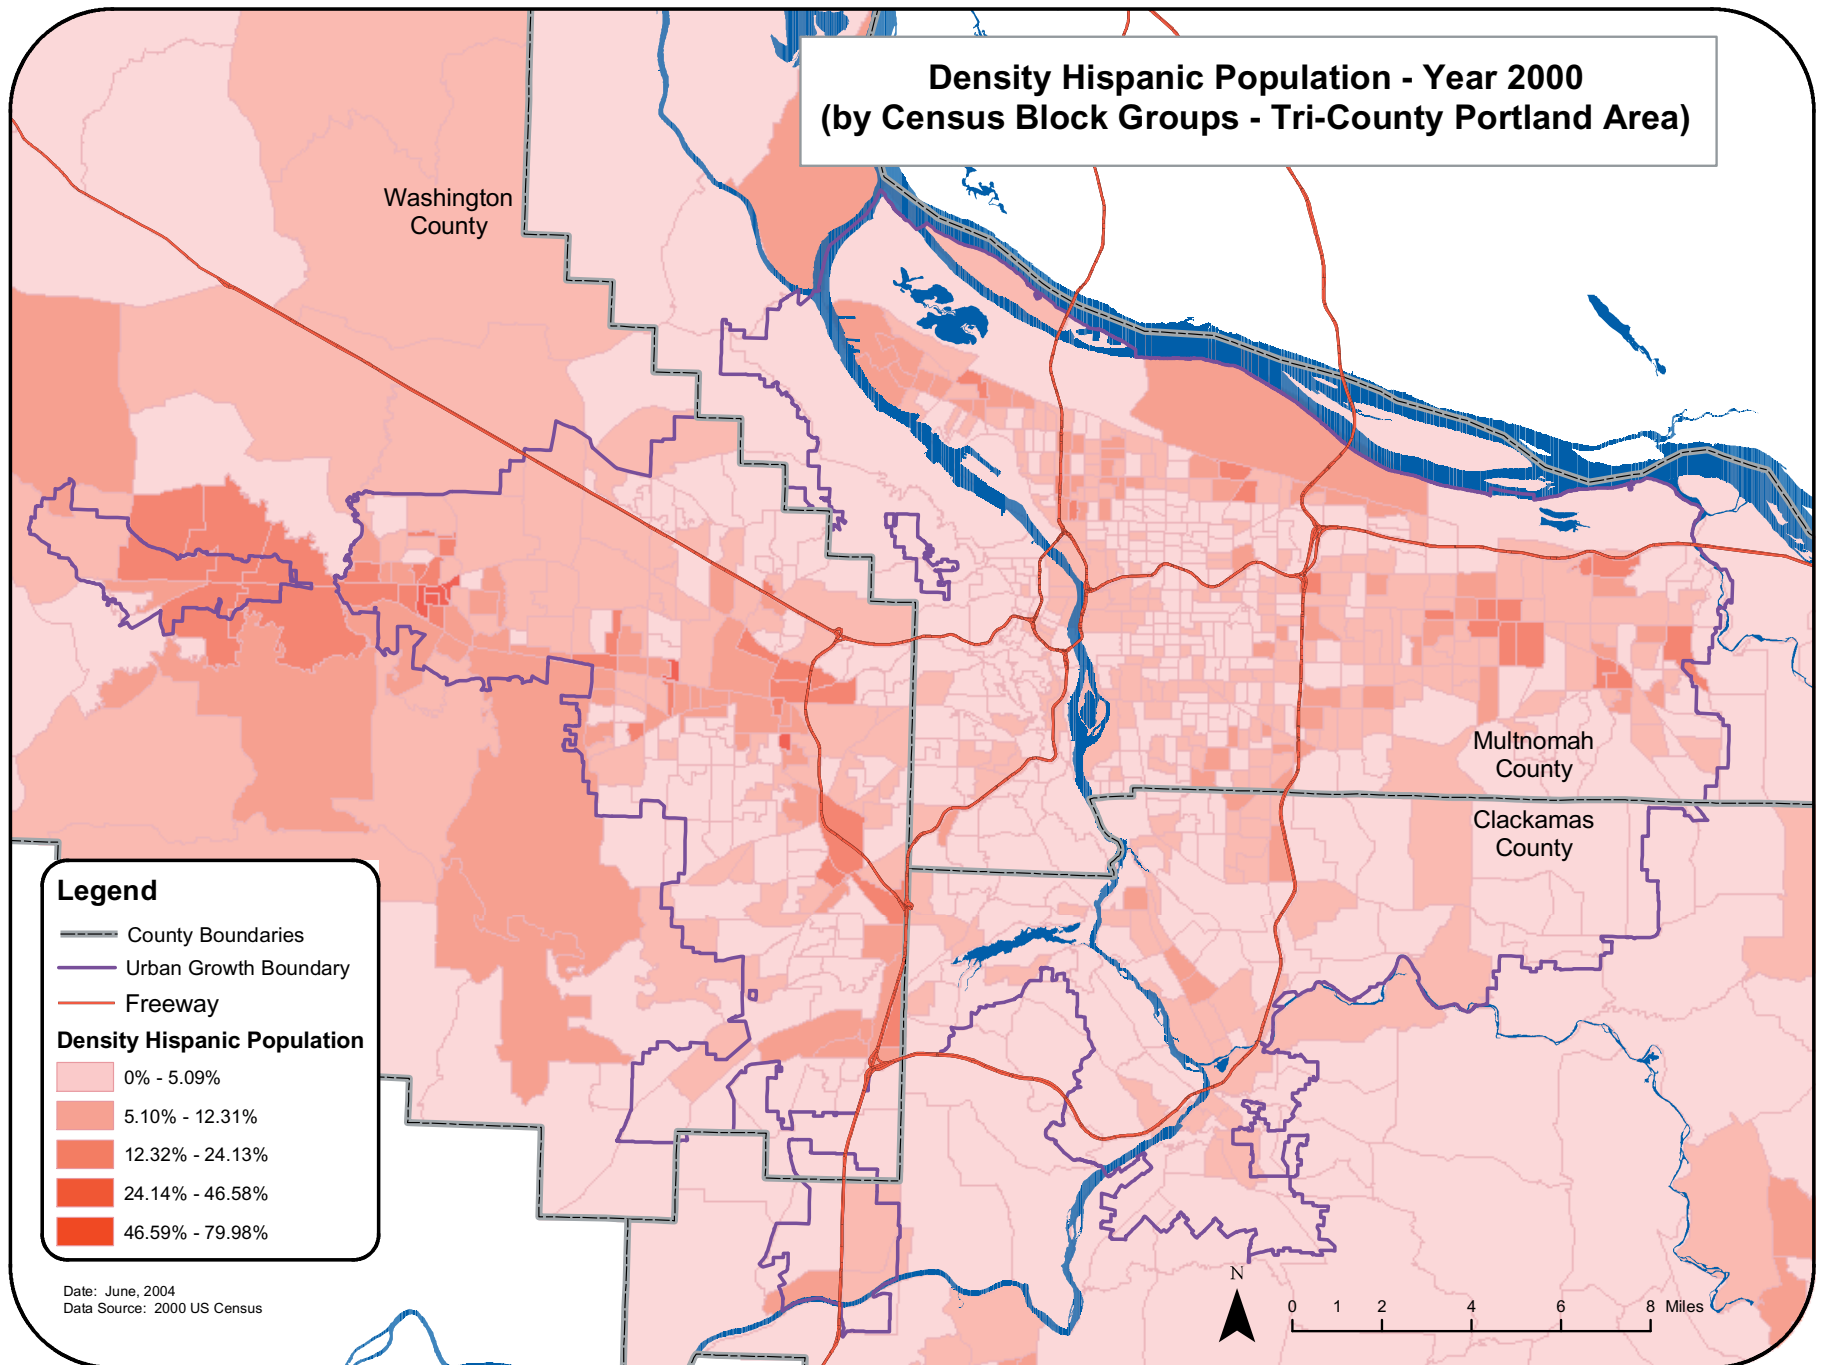 Density Hispanic Population - Year 2000
(by Census Block Groups - Tri-County Portland Area)
Washington
County
Multnomah
County
Clackamas
County
Legend
County Boundaries
Urban Growth Boundary
Freeway
Density Hispanic Population
0% - 5.09%
5.10% - 12.31%
12.32% - 24.13%
24.14% - 46.58%
46.59% - 79.98%
Date: June, 2004
Data Source: 2000 US Census
N
0 1 2 4 6 8 Miles